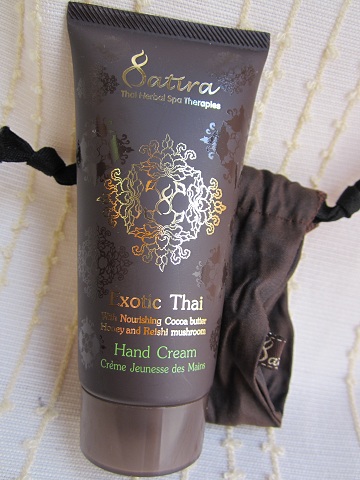 Satira
Thai Herbal Spa Therapies
Exotic Thai
With Nourishing Cocoa butter
Honey and Reishi mushroom
Hand Cream
Crème Jeunesse des Mains